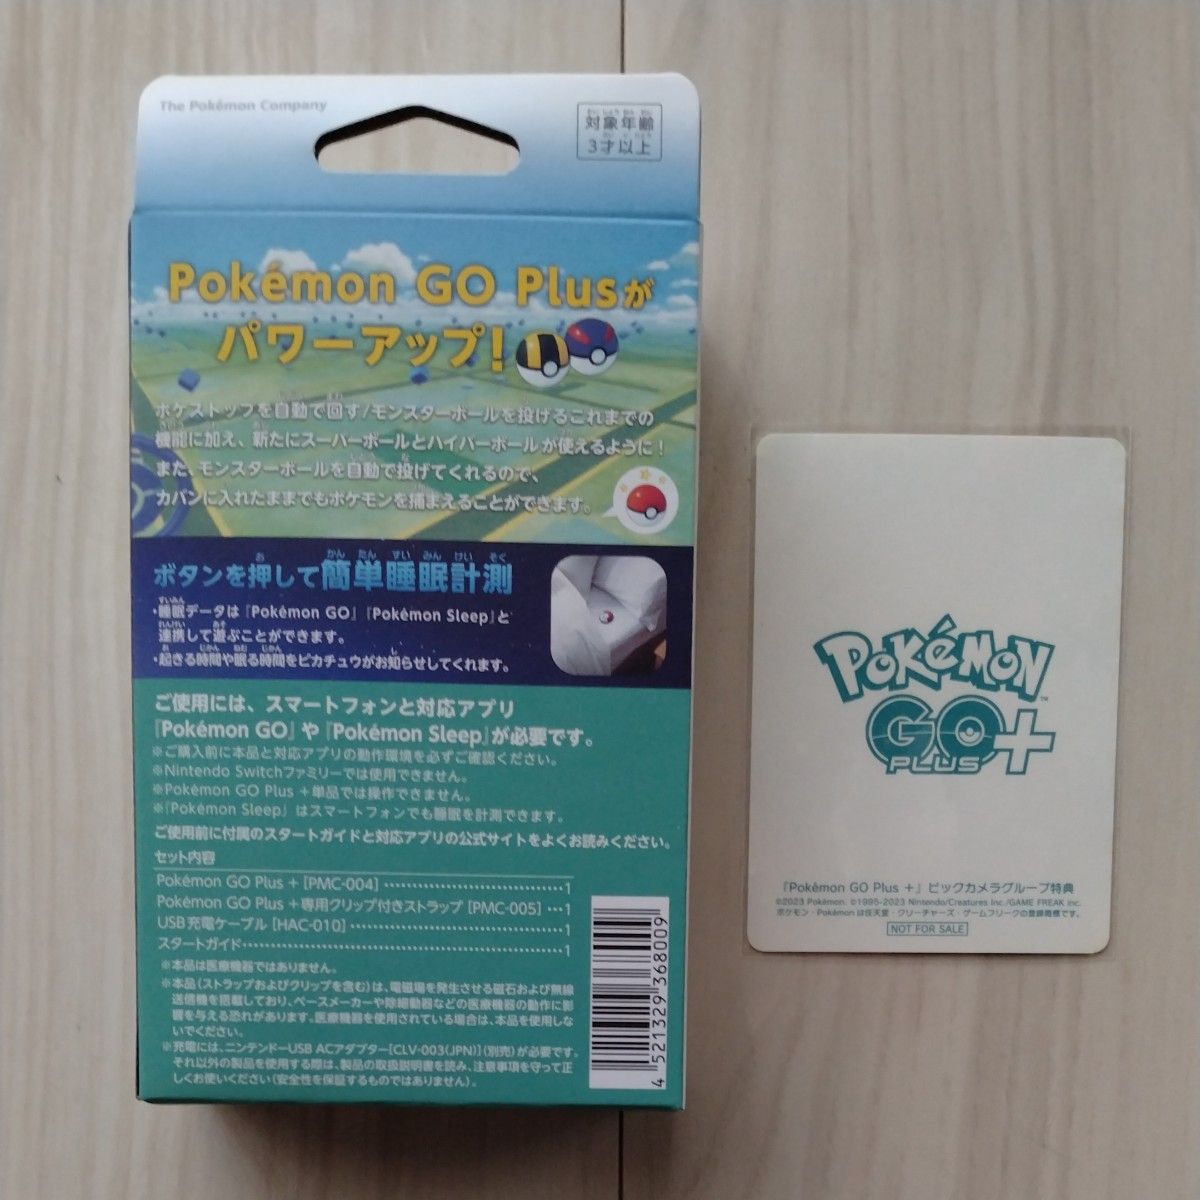 The Pokémon Company
対象年齢
3才以上
Pokémon GO Plusが
パワーアップ!
ポケストップを自動で回す/モンスターボールを投げるこれまでの
機能に加え、新たにスーパーボールとハイパーボールが使えるように!
また、モンスターボールを自動で投げてくれるので、
カバンに入れたままでもポケモンを捕まえることができます。
ボタンを押して簡単睡眠計測
・睡眠データは『Pokémon GO』『Pokémon Sleep』と
連携して遊ぶことができます。
・起きる時間や眠る時間をピカチュウがお知らせしてくれます。
ご使用には、スマートフォンと対応アプリ
『Pokémon GO』や『Pokémon Sleep』が必要です。
※ご購入前に本品と対応アプリの動作環境を必ずご確認ください。
※Nintendo Switchファミリーでは使用できません。
※Pokémon GO Plus +単品では操作できません。
※『Pokémon Sleep』はスマートフォンでも睡眠を計測できます。
ご使用前に付属のスタートガイドと対応アプリの公式サイトをよくお読みください。
セット内容
Pokémon GO Plus + [PMC-004] ……………………1
Pokémon GO Plus +専用クリップ付きストラップ [PMC-005] …1
USB充電ケーブル [HAC-010]……………………1
スタートガイド……………………1
※本品は医療機器ではありません。
※本品(ストラップおよびクリップを含む)は、電磁場を発生させる磁石および無線
送信機を搭載しており、ペースメーカーや除細動器などの医療機器の動作に影
響を与える恐れがあります。医療機器を使用されている場合は、本品を使用しな
いでください。
※充電には、ニンテンドーUSB ACアダプター[CLV-003(JPN)](別売)が必要です。
それ以外の製品を使用する際は、製品の取扱説明書を読み、注意事項を守って正
しくお使いください(安全性を保証するものではありません)。
4 521329 368009
POKÉMON™
GO+
PLUS
『Pokémon GO Plus +』ビックカメラグループ特典
©2023 Pokémon. ©1995-2023 Nintendo/Creatures Inc./GAME FREAK inc.
ポケモン・Pokémonは任天堂・クリーチャーズ・ゲームフリークの登録商標です。
NOT FOR SALE